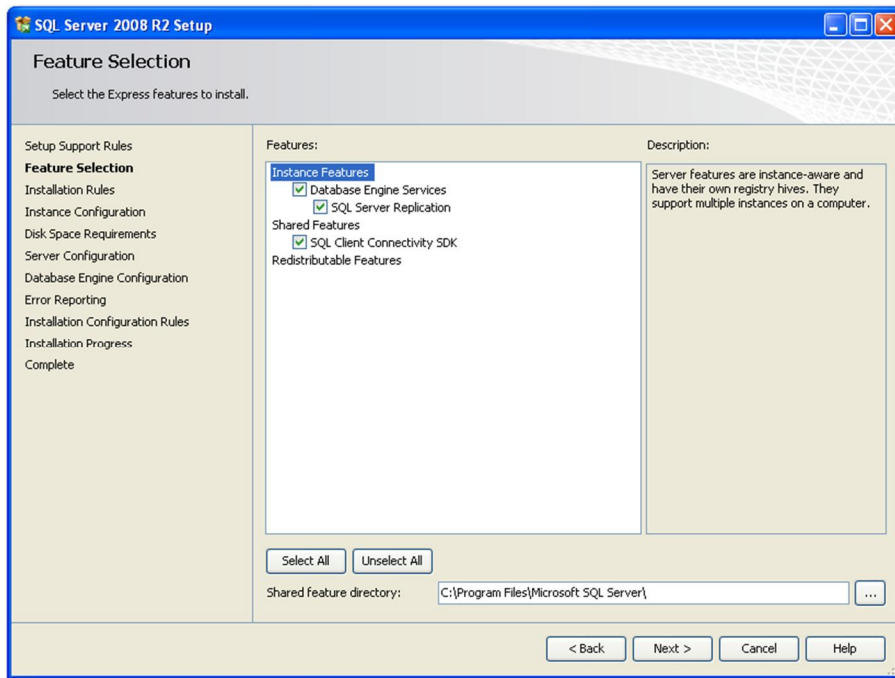 SQL Server 2008 R2 Setup
Feature Selection
Select the Express features to install.
Setup Support Rules
Feature Selection
Installation Rules
Instance Configuration
Disk Space Requirements
Server Configuration
Database Engine Configuration
Error Reporting
Installation Configuration Rules
Installation Progress
Complete
Features:
Instance Features
Database Engine Services
SQL Server Replication
Shared Features
SQL Client Connectivity SDK
Redistributable Features
Description:
Server features are instance-aware and
have their own registry hives. They
support multiple instances on a computer.
Select All
Unselect All
Shared feature directory:
C:\Program Files\Microsoft SQL Server\
...
< Back
Next >
Cancel
Help